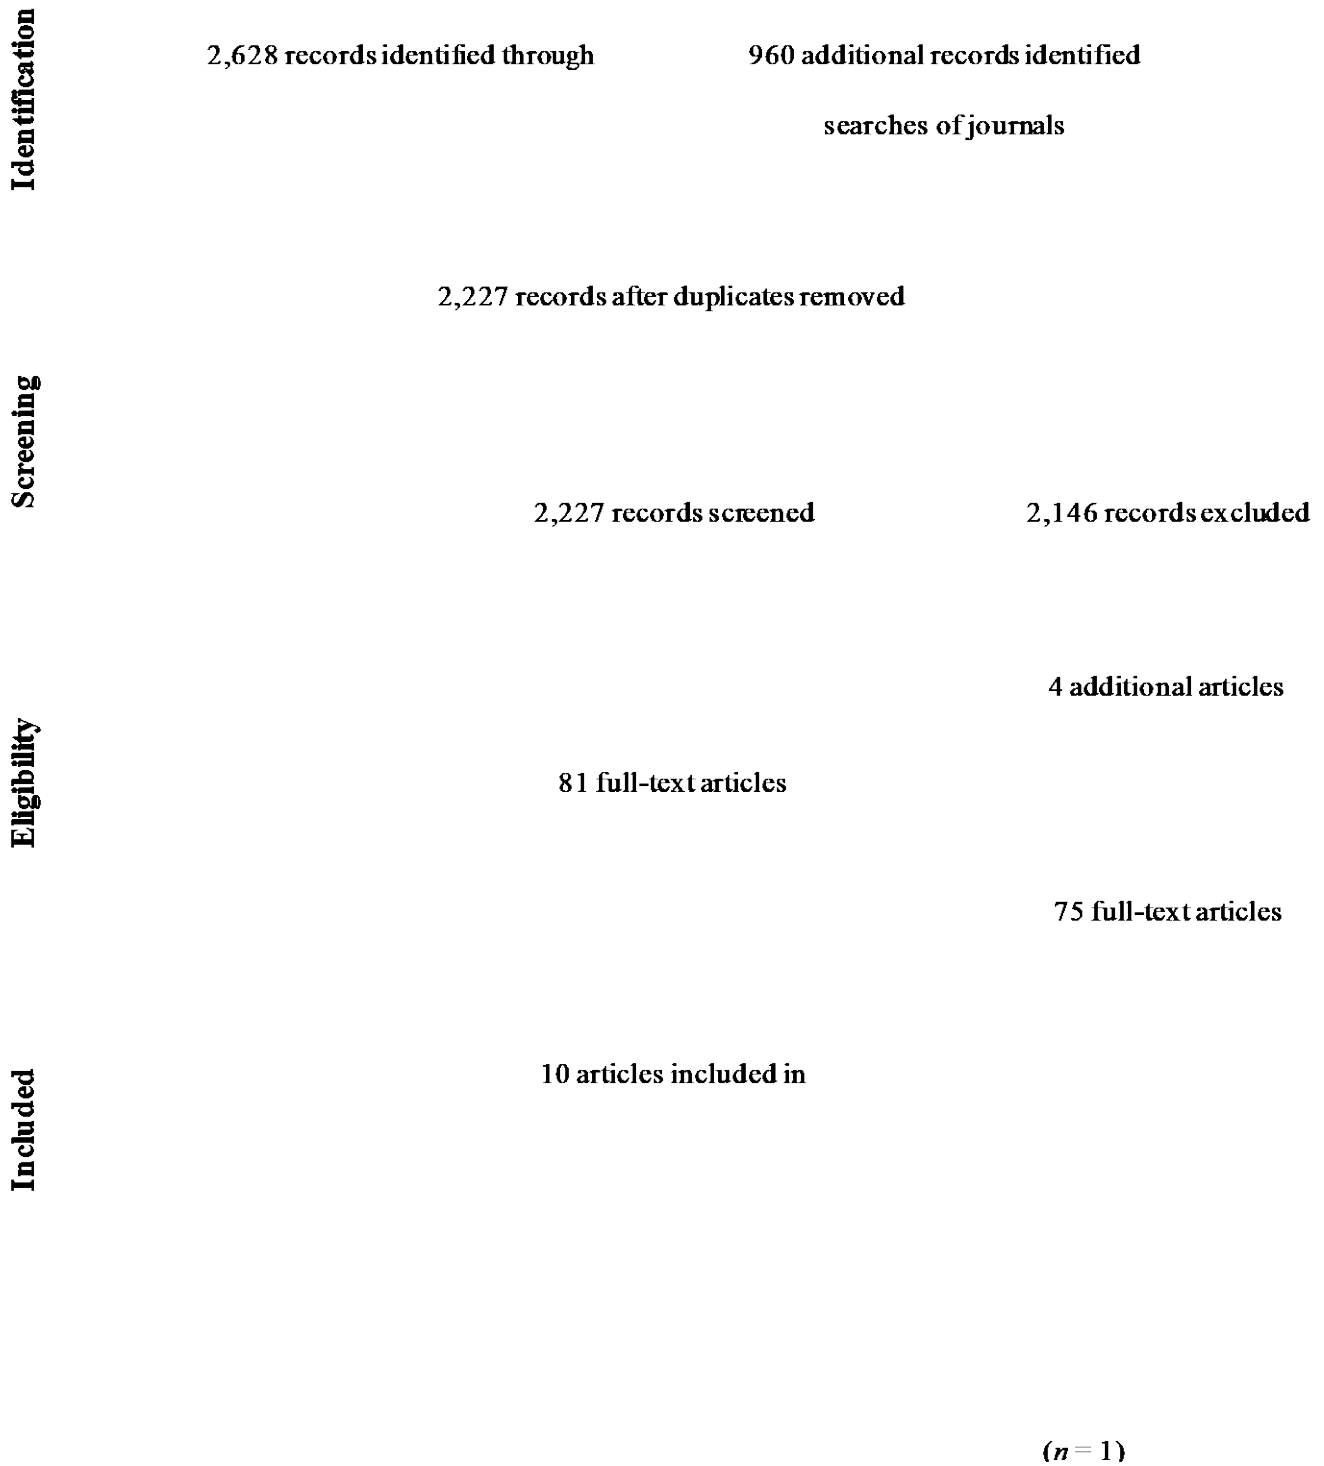 Identification
2,628 records identified through
960 additional records identified
searches of journals
2,227 records after duplicates removed
Screening
2,227 records screened
2,146 records excluded
4 additional articles
Eligibility
81 full-text articles
75 full-text articles
Included
10 articles included in
(n = 1)